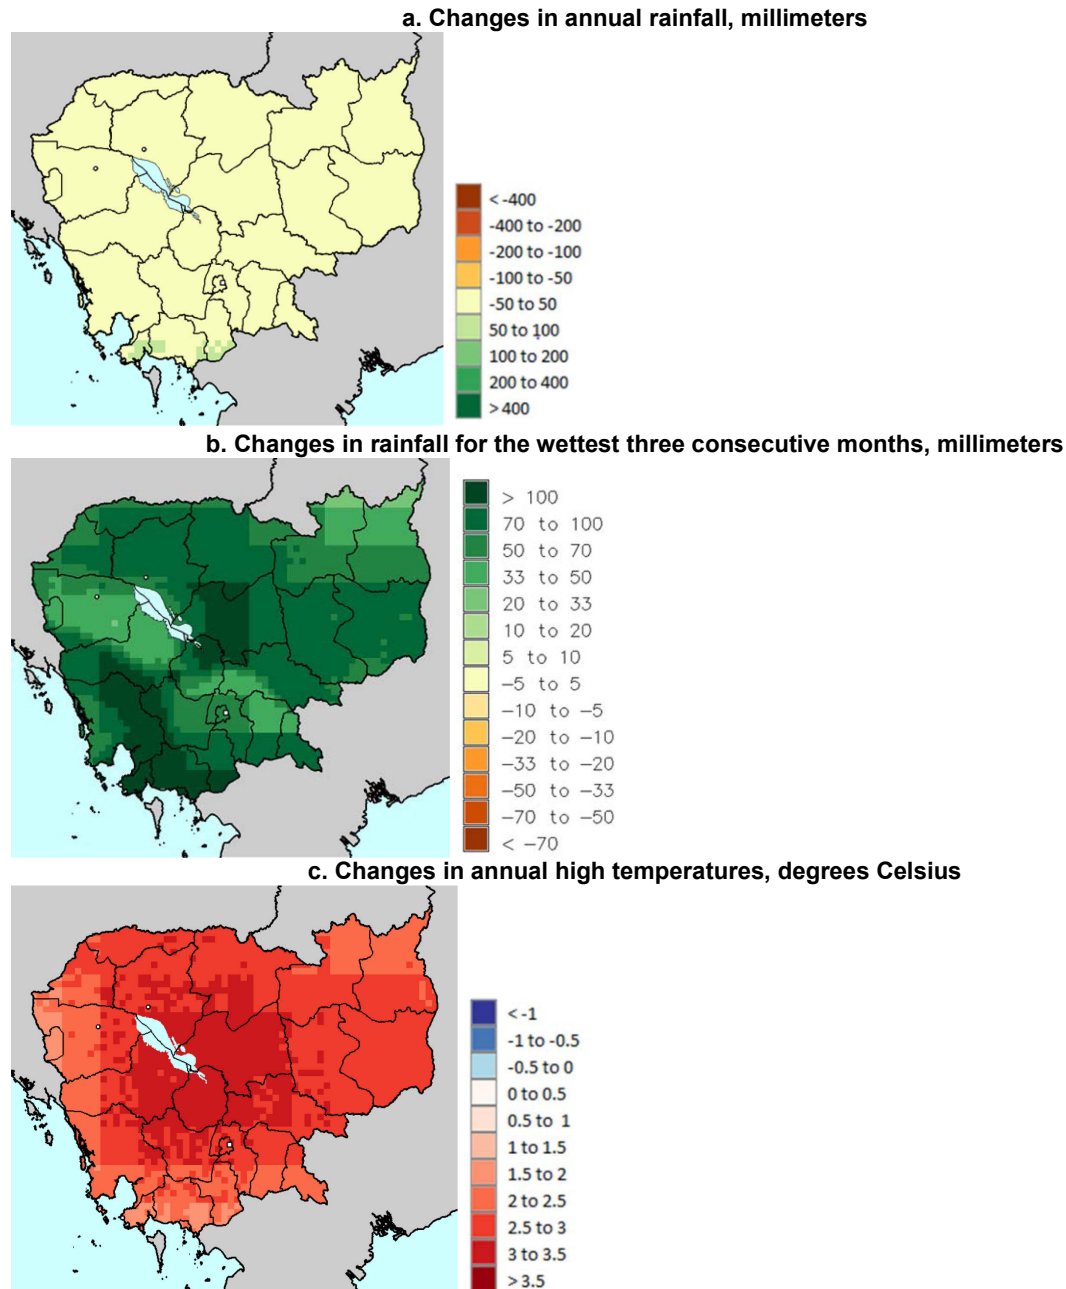 a. Changes in annual rainfall, millimeters
< -400
-400 to -200
-200 to -100
-100 to -50
-50 to 50
50 to 100
100 to 200
200 to 400
> 400
b. Changes in rainfall for the wettest three consecutive months, millimeters
> 100
70 to 100
50 to 70
33 to 50
20 to 33
10 to 20
5 to 10
−5 to 5
−10 to −5
−20 to −10
−33 to −20
−50 to −33
−70 to −50
< −70
c. Changes in annual high temperatures, degrees Celsius
< -1
-1 to -0.5
-0.5 to 0
0 to 0.5
0.5 to 1
1 to 1.5
1.5 to 2
2 to 2.5
2.5 to 3
3 to 3.5
> 3.5